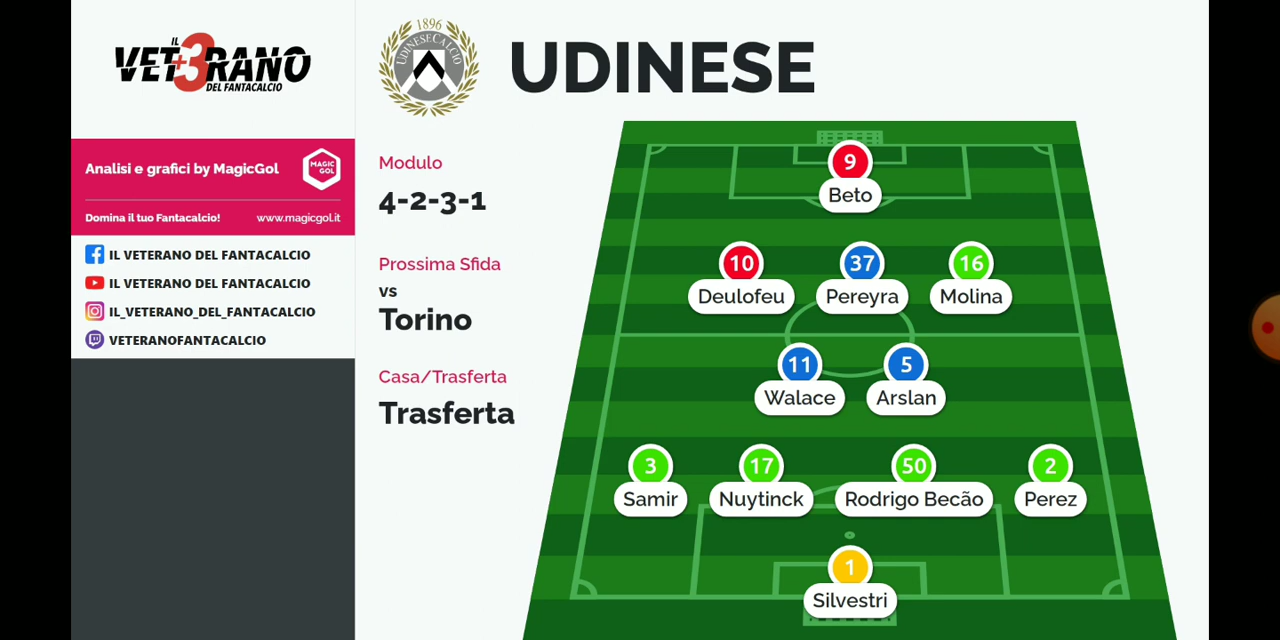 IL
VET+3RANO
DEL FANTACALCIO
Analisi e grafici by MagicGol
MAGIC
GOL
Domina il tuo Fantacalcio!
www.magicgol.it
IL VETERANO DEL FANTACALCIO
IL VETERANO DEL FANTACALCIO
IL_VETERANO_DEL_FANTACALCIO
VETERANOFANTACALCIO
1896
UDINESE CALCIO
UDINESE
Modulo
4-2-3-1
Prossima Sfida
vs
Torino
Casa/Trasferta
Trasferta
9
Beto
10 37 16
Deulofeu Pereyra Molina
11 5
Walace Arslan
3 17 50 2
Samir Nuytinck Rodrigo Becão Perez
1
Silvestri